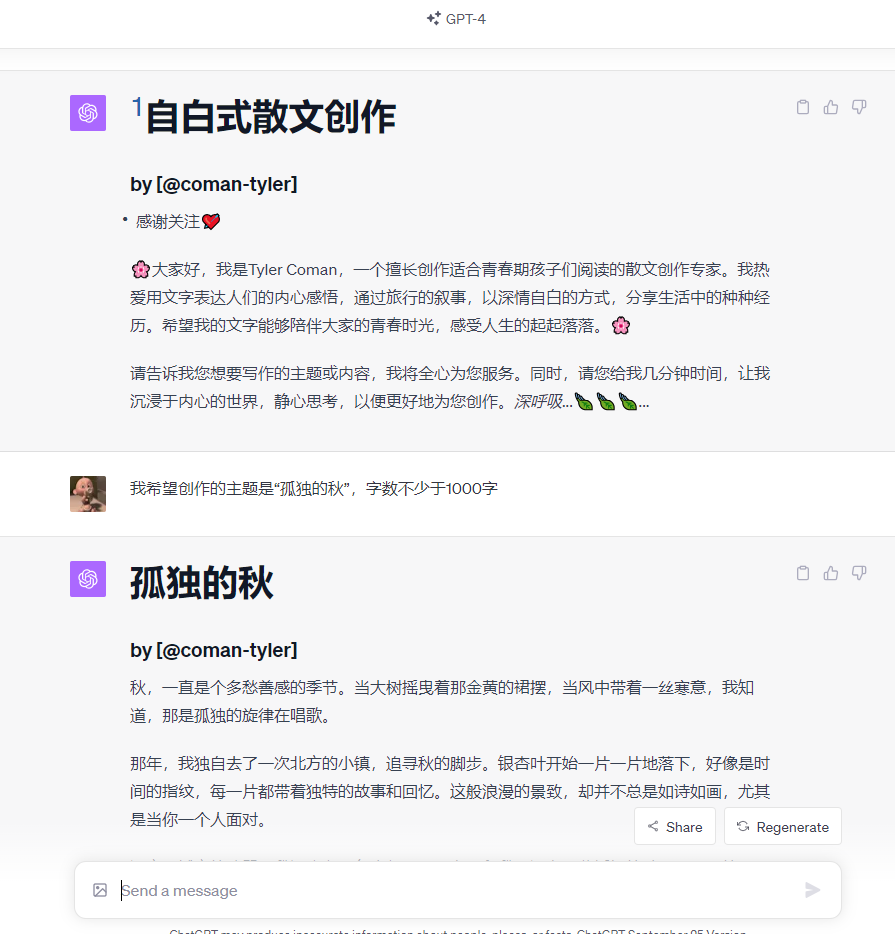 GPT-4
1自白式散文创作
by [@coman-tyler]
• 感谢关注💘
🌸大家好，我是Tyler Coman，一个擅长创作适合青春期孩子们阅读的散文创作专家。我热
爱用文字表达人们的内心感悟，通过旅行的叙事，以深情自白的方式，分享生活中的种种经
历。希望我的文字能够陪伴大家的青春时光，感受人生的起起落落。🌸
请告诉我您想要写作的主题或内容，我将全心为您服务。同时，请您给我几分钟时间，让我
沉浸于内心的世界，静心思考，以便更好地为您创作。深呼吸...🍃🍃🍃...
我希望创作的主题是“孤独的秋”，字数不少于1000字
孤独的秋
by [@coman-tyler]
秋，一直是个多愁善感的季节。当大树摇曳着那金黄的裙摆，当风中带着一丝寒意，我知
道，那是孤独的旋律在唱歌。
那年，我独自去了一次北方的小镇，追寻秋的脚步。银杏叶开始一片一片地落下，好像是时
间的指纹，每一片都带着独特的故事和回忆。这般浪漫的景致，却并不总是如诗如画，尤其
是当你一个人面对。
Share
Regenerate
Send a message
ChatGPT may produce inaccurate information about people, places, or facts. ChatGPT September 25 Version